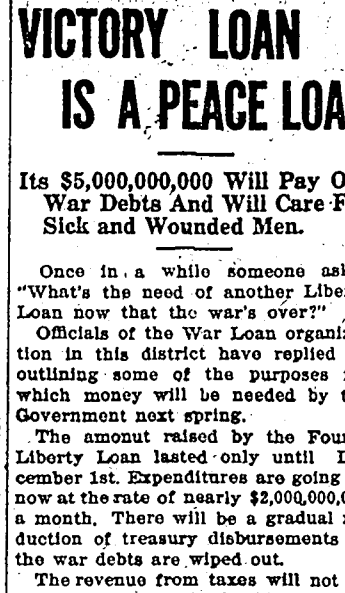 VICTORY LOAN
IS A PEACE LOA
Its $5,000,000,000 Will Pay O
War Debts And Will Care F
Sick and Wounded Men.
Once in a while someone ask
"What's the need of another Libe
Loan now that the war's over?"
Officials of the War Loan organiz
tion in this district have replied
outlining some of the purposes
which money will be needed by t
Government next spring.
The amonut raised by the Four
Liberty Loan lasted only until D
cember 1st. Expenditures are going
now at the rate of nearly $2,000,000,0
a month. There will be a gradual
duction of treasury disbursements
the war debts are wiped out.
The revenue from taxes will not